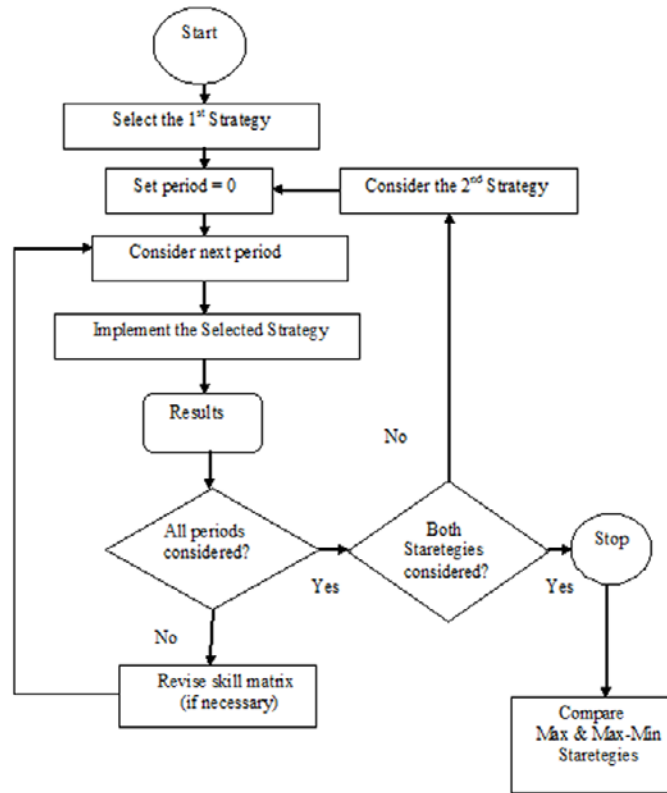 Start
Select the 1st Strategy
Set period = 0
Consider the 2nd Strategy
Consider next period
Implement the Selected Strategy
Results
No
All periods
considered?
Both
Staretegies
considered?
Stop
Yes
Yes
No
Revise skill matrix
(if necessary)
Compare
Max & Max-Min
Staretegies